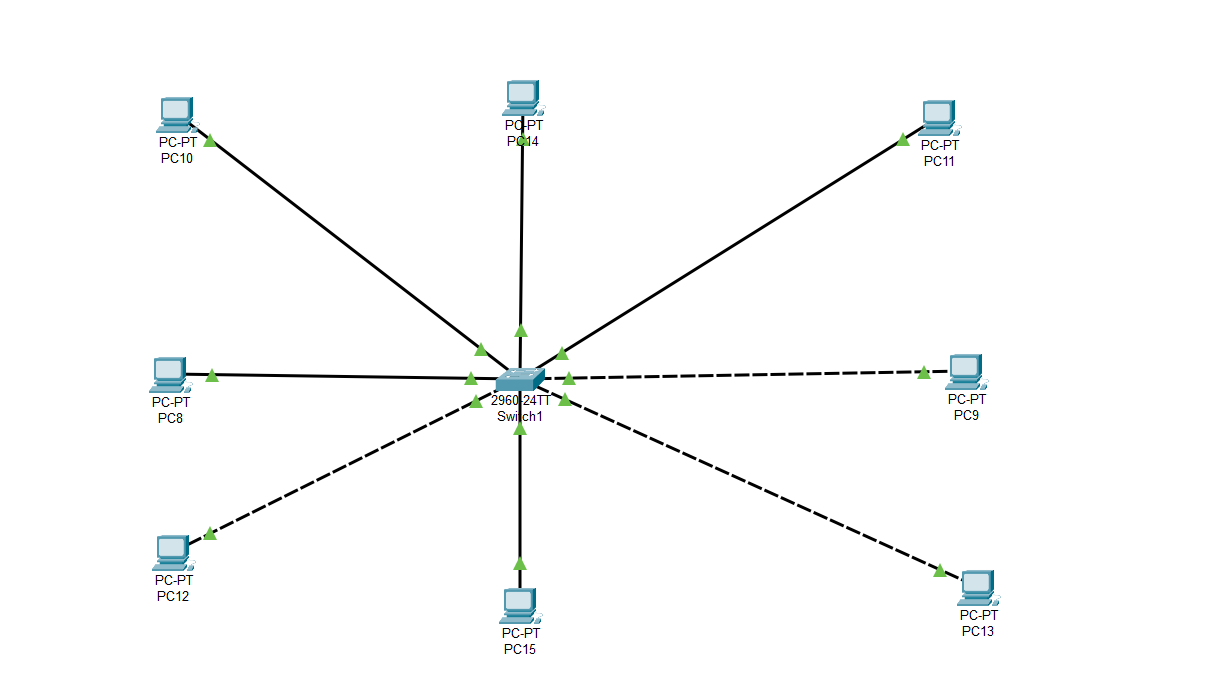 PC-PT
PC14
PC-PT
PC10
PC-PT
PC11
PC-PT
PC8
2960-24TT
Switch1
PC-PT
PC9
PC-PT
PC12
PC-PT
PC15
PC-PT
PC13